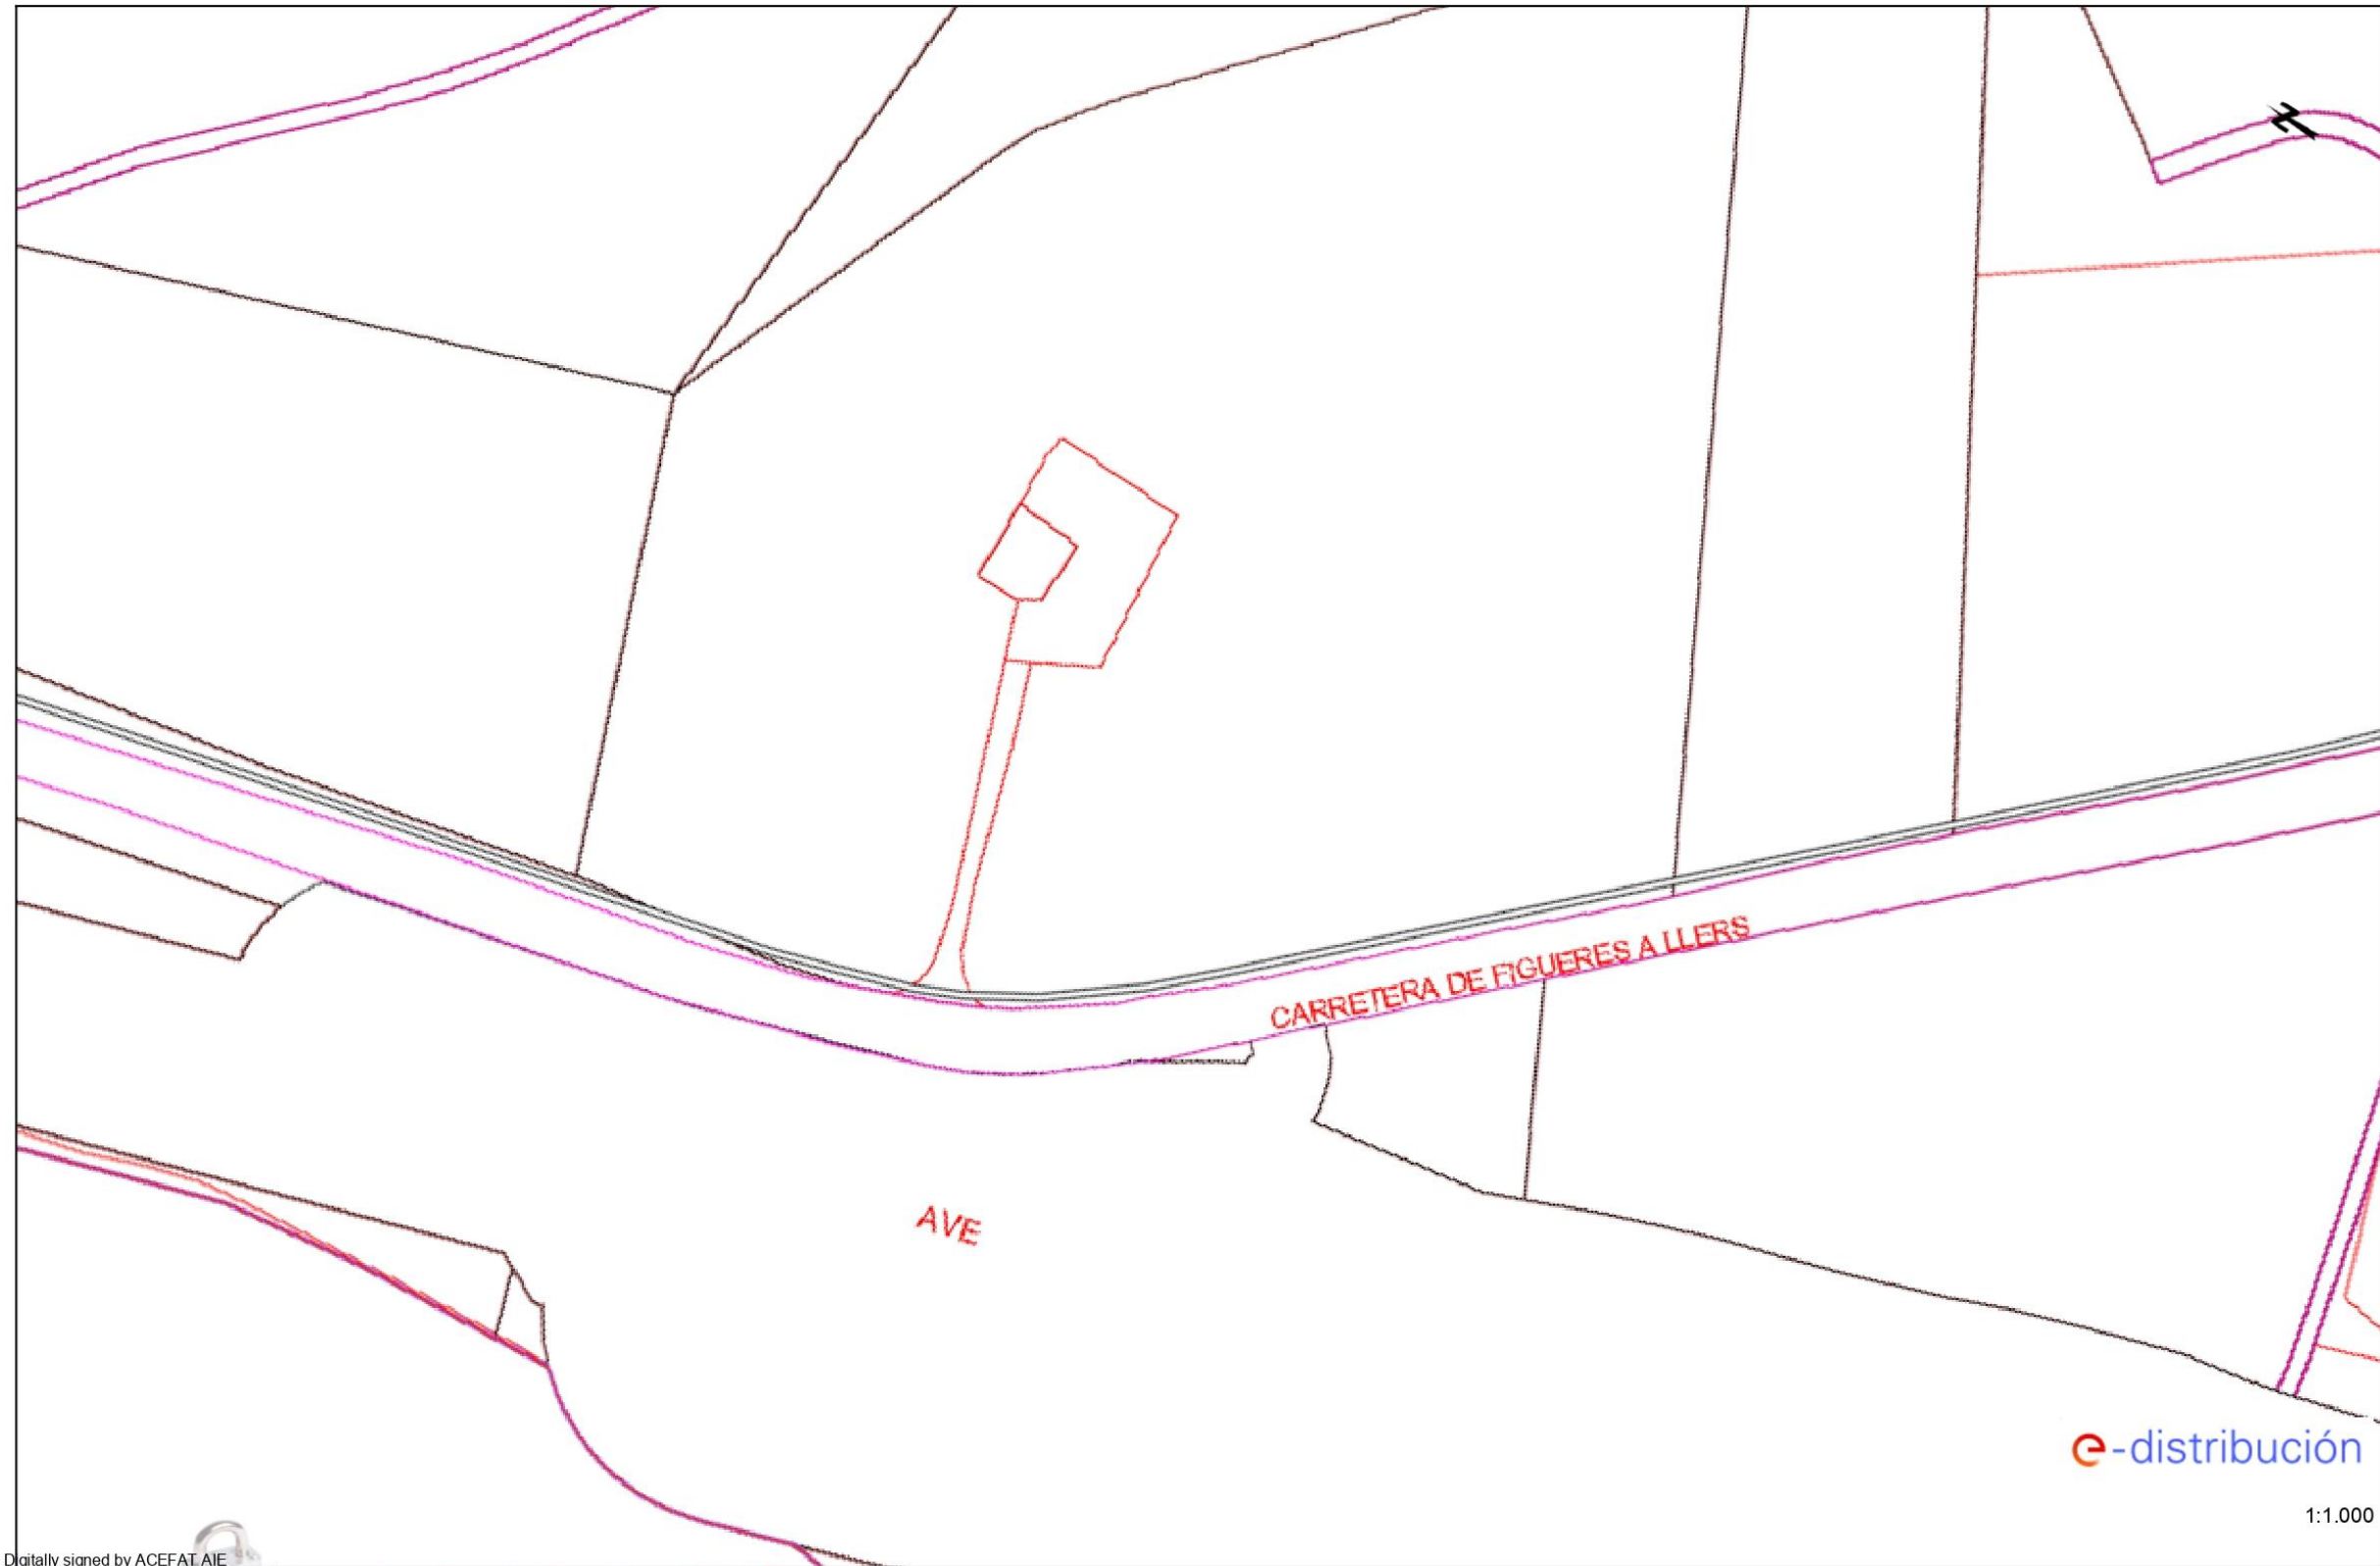 N
CARRETERA DE FIGUERES A LLERS
AVE
e-distribución
1:1.000
Digitally signed by ACEFAT AIE